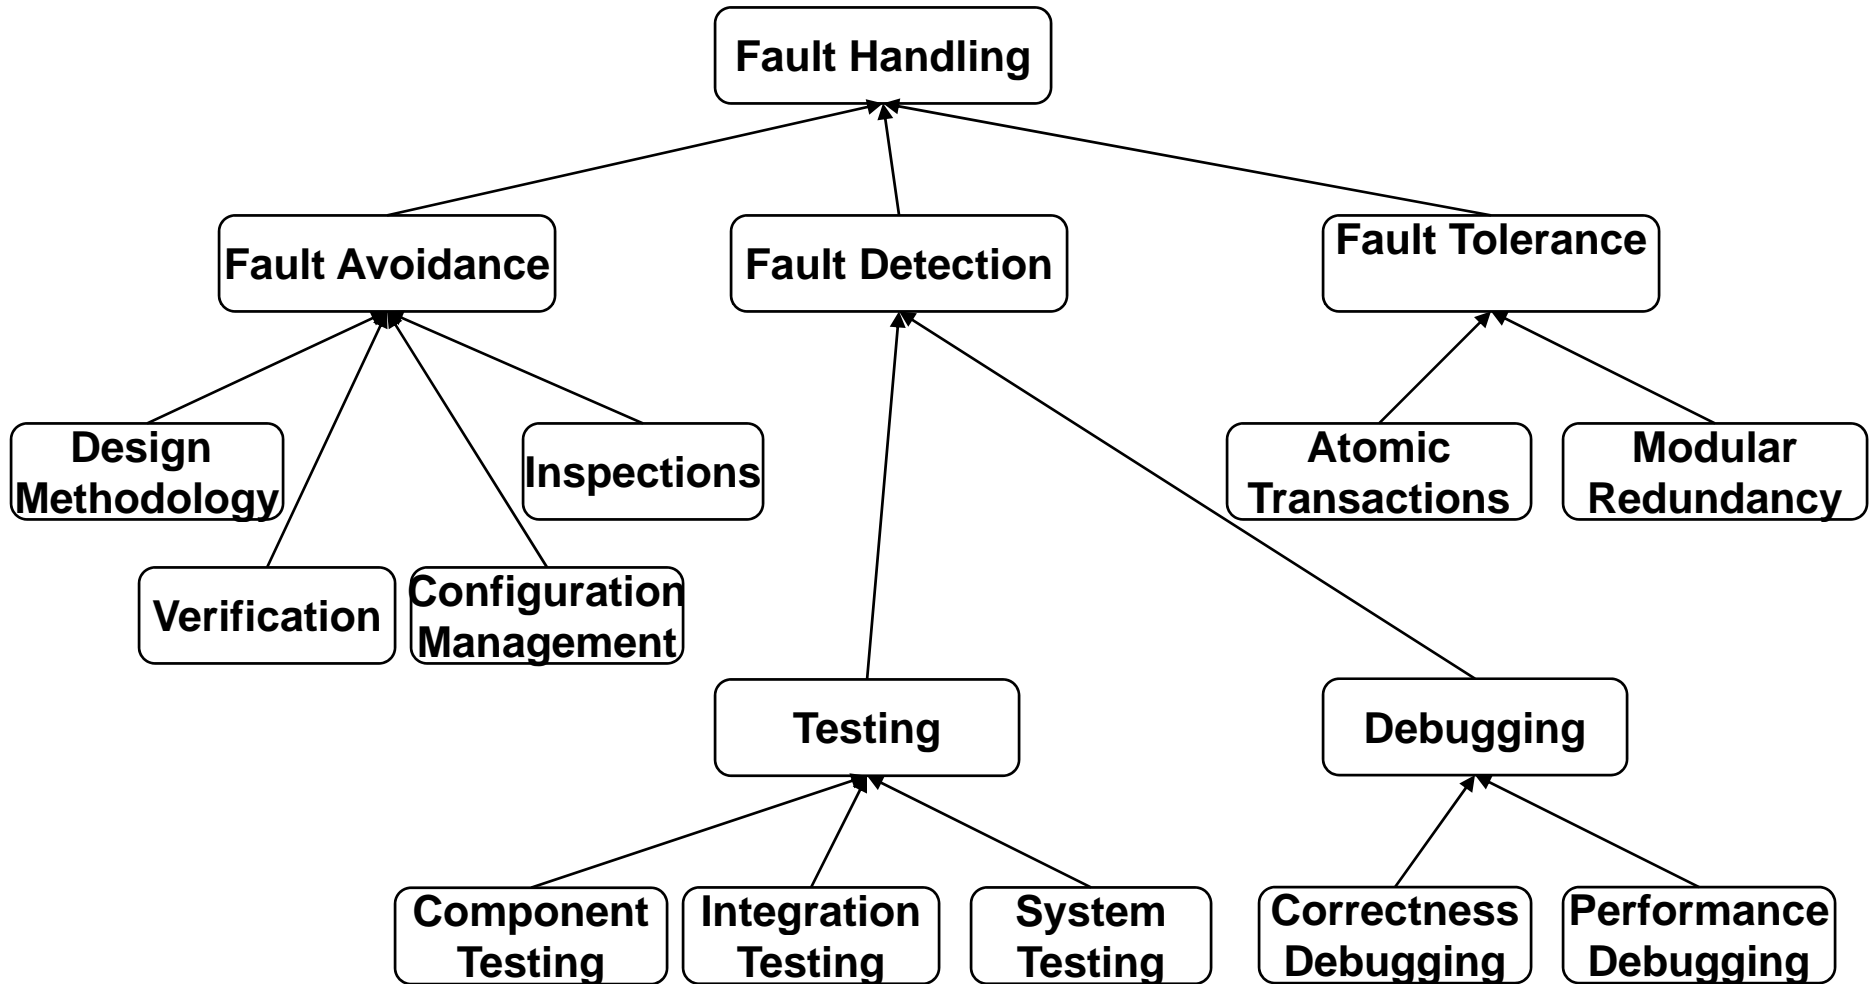 Fault Handling
Fault Avoidance
Fault Detection
Fault Tolerance
Design
Methodology
Inspections
Atomic
Transactions
Modular
Redundancy
Verification
Configuration
Management
Testing
Debugging
Component
Testing
Integration
Testing
System
Testing
Correctness
Debugging
Performance
Debugging